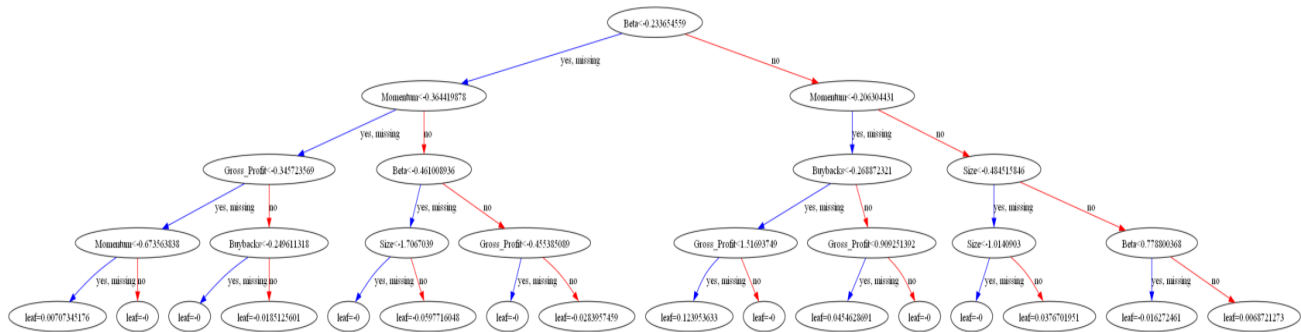 Beta<-0.233654559
yes, missing
no
Momentum<-0.364419878
Momentum<-0.206304431
yes, missing
no
yes, missing
no
Gross_Profit<-0.345723569
Beta<-0.461008936
Buybacks<-0.268872321
Size<-0.484515846
yes, missing
no
yes, missing
no
yes, missing
no
yes, missing
no
Momentum<-0.673563838
Buybacks<-0.249611318
Size<-1.7067039
Gross_Profit<-0.455385089
Gross_Profit<1.51693749
Gross_Profit<0.909251392
Size<-1.0140903
Beta<0.778800368
yes, missing
no
yes, missing
no
yes, missing
no
yes, missing
no
yes, missing
no
yes, missing
no
yes, missing
no
yes, missing
no
leaf=0.00707345176
leaf=-0
leaf=-0
leaf=-0.0185125601
leaf=-0
leaf=-0.0597716048
leaf=-0
leaf=-0.0283957459
leaf=0.123953633
leaf=-0
leaf=0.0454628691
leaf=-0
leaf=-0
leaf=0.0376701951
leaf=-0.016272461
leaf=0.0068721273